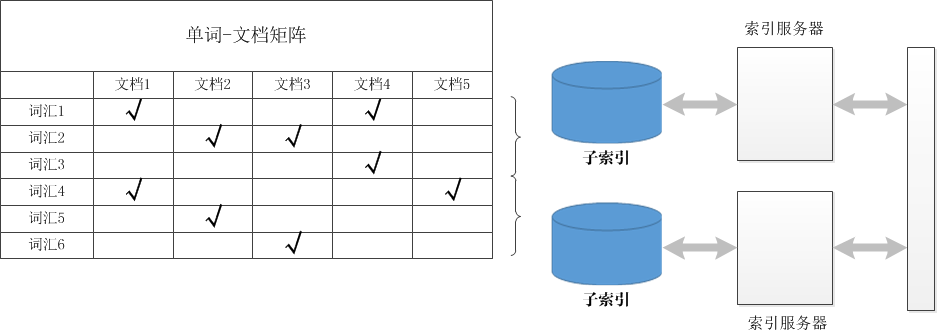 单词-文档矩阵
文档1 文档2 文档3 文档4 文档5
词汇1 √ √
词汇2 √ √
词汇3 √
词汇4 √ √
词汇5 √
词汇6 √
索引服务器
子索引
子索引
索引服务器